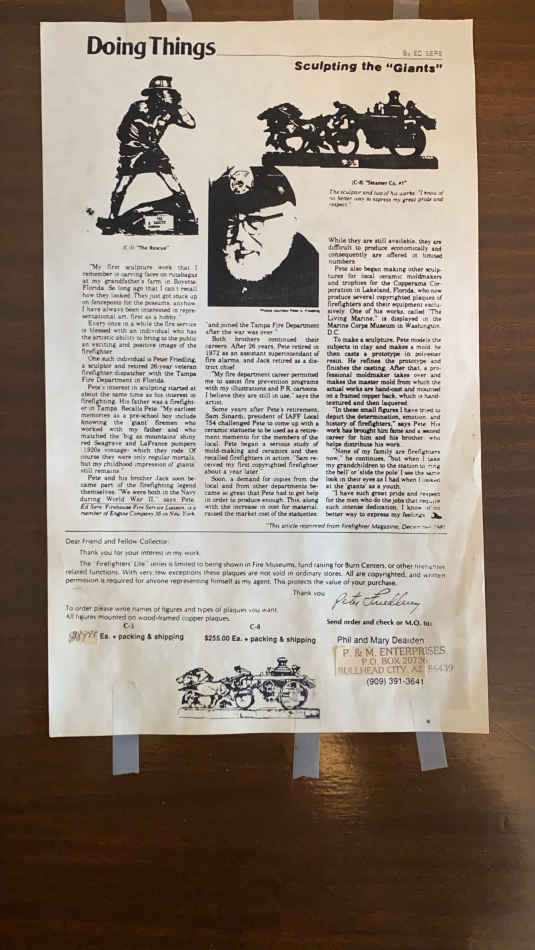 Doing Things
By ED SERE
Sculpting the "Giants"
(C-3) "The Rescue"
(C-4) "Steamer Co. #1"
The sculptor and two of his works. "I know of
no better way to express my great pride and
respect."
Photos courtesy Peter A. Friedling
"My first sculpture work that I
remember is carving faces on rutabagas
at my grandfather's farm in Boyette,
Florida. So long ago that I can't recall
how they looked. They just got stuck up
on fenceposts for the possums, anyhow.
I have always been interested in repre-
sentational art, first as a hobby."
Every once in a while the fire service
is blessed with an individual who has
the artistic ability to bring to the public
an exciting and positive image of the
firefighter.
One such individual is Peter Friedling,
a sculptor and retired 26-year veteran
firefighter-dispatcher with the Tampa
Fire Department in Florida.
Pete's interest in sculpting started at
about the same time as his interest in
firefighting. His father was a firefight-
er in Tampa. Recalls Pete: "My earliest
memories as a pre-school boy include
knowing the 'giant' firemen who
worked with my father and who
matched the 'big as mountains' shiny
red Seagrave and LaFrance pumpers
(1920s vintage) which they rode. Of
course they were only regular mortals,
but my childhood impression of 'giants'
still remains."
Pete and his brother Jack soon be-
came part of the firefighting legend
themselves. "We were both in the Navy
during World War II," says Pete,
Ed Sere, Firehouse Fire Service Liaison, is a
member of Engine Company 35 in New York.
"and joined the Tampa Fire Department
after the war was over."
Both brothers continued their
careers. After 26 years, Pete retired in
1972 as an assistant superintendent of
fire alarms, and Jack retired as a dis-
trict chief.
"My fire department career permitted
me to assist fire prevention programs
with my illustrations and P.R. cartoons.
I believe they are still in use," says the
artist.
Some years after Pete's retirement,
Sam Sinardi, president of IAFF Local
754 challenged Pete to come up with a
ceramic statuette to be used as a retire-
ment memento for the members of the
local. Pete began a serious study of
mold-making and ceramics and then
recalled firefighters in action. "Sam re-
ceived my first copyrighted firefighter
about a year later."
Soon, a demand for copies from the
local and from other departments be-
came so great that Pete had to get help
in order to produce enough. This, along
with the increase in cost for material,
raised the market cost of the statuettes.
While they are still available, they are
difficult to produce economically and
consequently are offered in limited
numbers.
Pete also began making other sculp-
tures for local ceramic moldmakers
and trophies for the Copperama Cor-
poration in Lakeland, Florida, who now
produce several copyrighted plaques of
firefighters and their equipment exclu-
sively. One of his works, called "The
Living Marine," is displayed in the
Marine Corps Museum in Washington,
D.C.
To make a sculpture, Pete models the
subjects in clay and makes a mold; he
then casts a prototype in polyester
resin. He refines the prototype and
finishes the casting. After that, a pro-
fessional moldmaker takes over and
makes the master mold from which the
actual works are hand-cast and mounted
on a framed copper back, which is hand-
textured and then laquered.
"In these small figures I have tried to
depict the determination, emotion, and
history of firefighters," says Pete. His
work has brought him fame and a second
career for him and his brother who
helps distribute his work.
"None of my family are firefighters
now," he continues, "but when I take
my grandchildren to the station to 'ring
the bell' or 'slide the pole' I see the same
look in their eyes as I had when I looked
at the 'giants' as a youth.
"I have such great pride and respect
for the men who do the jobs that require
such intense dedication, I know of no
better way to express my feelings."
*This article reprinted from Firefighter Magazine, December 1981
Dear Friend and Fellow Collector:
Thank you for your interest in my work.
The "Firefighters' Life" series is limited to being shown in Fire Museums, fund raising for Burn Centers, or other firefighter
related functions. With very few exceptions these plaques are not sold in ordinary stores. All are copyrighted, and written
permission is required for anyone representing himself as my agent. This protects the value of your purchase.
Thank you
Peter Friedling
To order please write names of figures and types of plaques you want.
All figures mounted on wood-framed copper plaques.
Send order and check or M.O. to:
C-3
Ea. + packing & shipping
C-4
$255.00 Ea. + packing & shipping
Phil and Mary Dearden
P. & M. ENTERPRISES
P.O. BOX 20736
BULLHEAD CITY, AZ 86439
(909) 391-3641